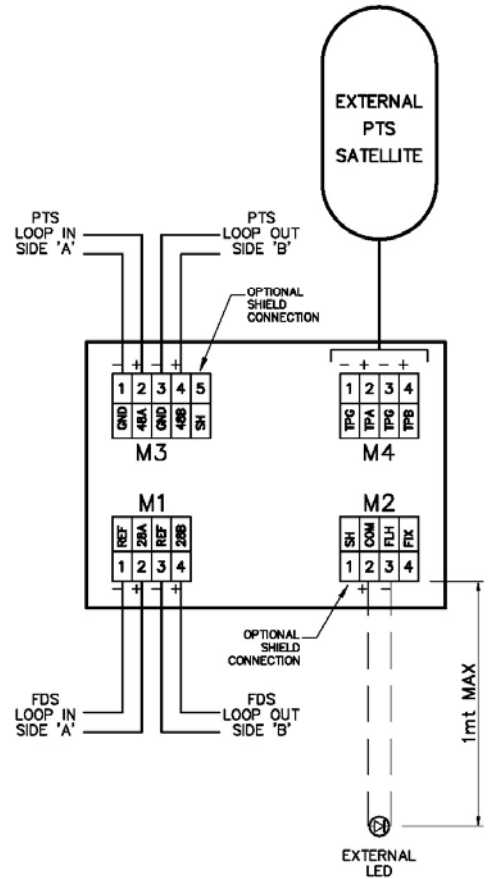 EXTERNAL
PTS
SATELLITE
PTS
LOOP IN
SIDE 'A'
PTS
LOOP OUT
SIDE 'B'
OPTIONAL
SHIELD
CONNECTION
− + − +
1 2 3 4 5
GND 48A GND 48B SH
M3
− + − +
1 2 3 4
TPG TPA TPG TPB
M4
M1
REF 28A REF 28B
1 2 3 4
− + − +
M2
SH COM FLH FIX
1 2 3 4
+ −
OPTIONAL
SHIELD
CONNECTION
FDS
LOOP IN
SIDE 'A'
FDS
LOOP OUT
SIDE 'B'
1mt MAX
EXTERNAL
LED